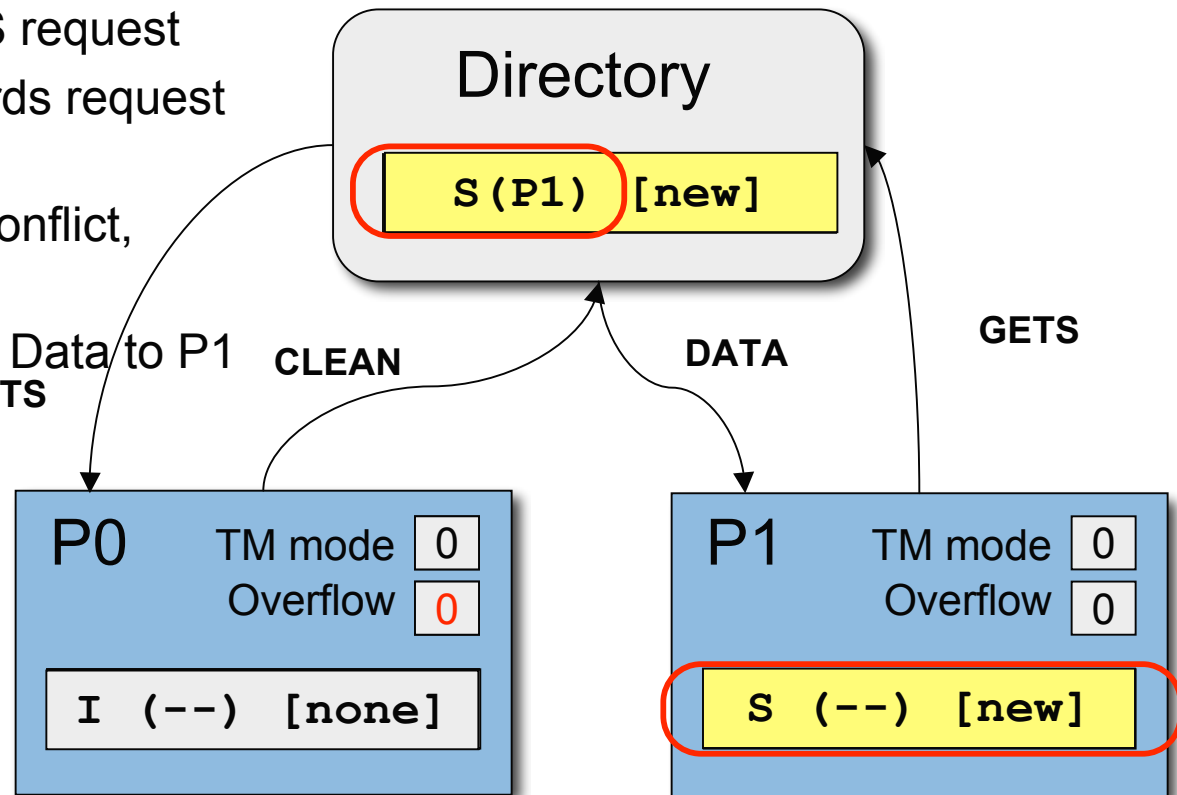 S request
rds request
onflict,
Data to P1
TS
Directory
S(P1) [new]
CLEAN
DATA
GETS
P0
TM mode 0
Overflow 0
I (--) [none]
P1
TM mode 0
Overflow 0
S (--) [new]